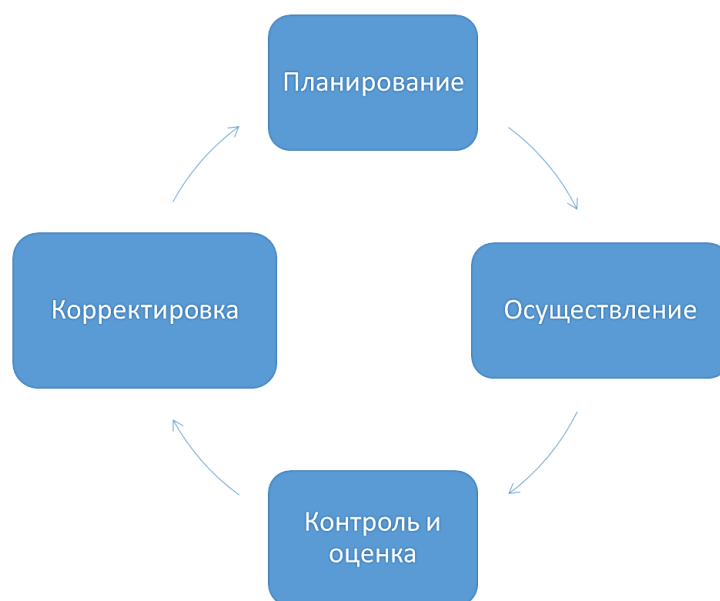 Планирование
Осуществление
Контроль и
оценка
Корректировка